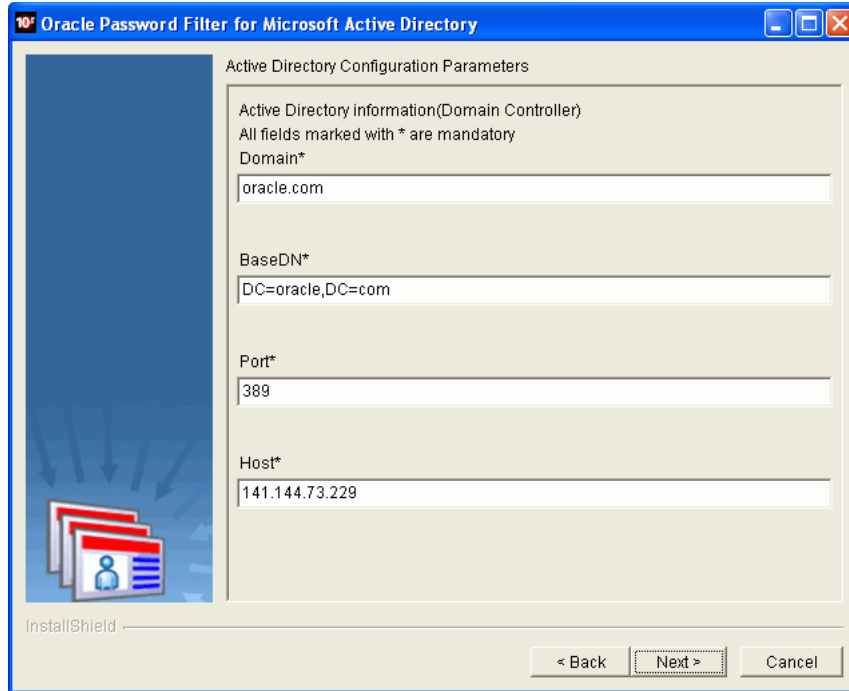 10g Oracle Password Filter for Microsoft Active Directory
Active Directory Configuration Parameters
Active Directory information(Domain Controller)
All fields marked with * are mandatory
Domain*
oracle.com
BaseDN*
DC=oracle,DC=com
Port*
389
Host*
141.144.73.229
InstallShield
< Back Next > Cancel